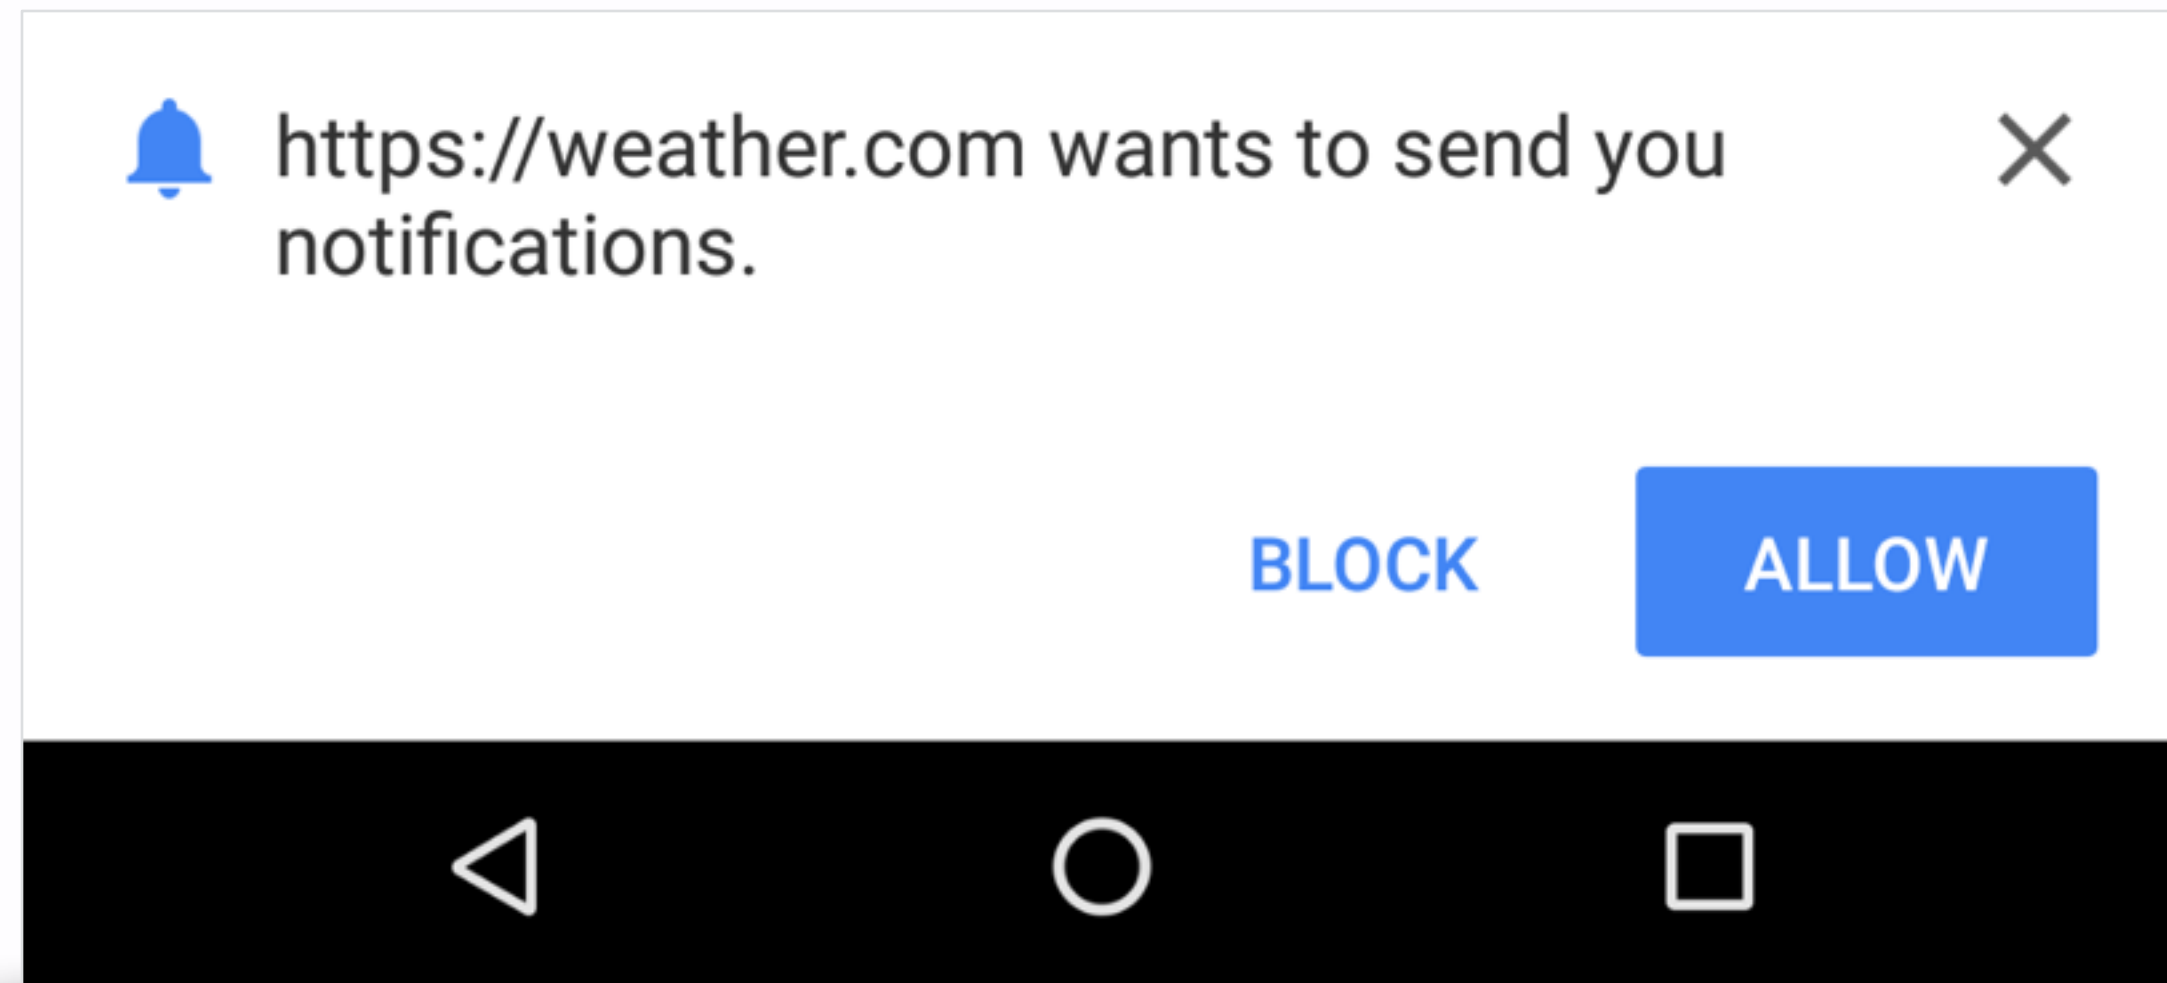 https://weather.com wants to send you
notifications.
BLOCK
ALLOW